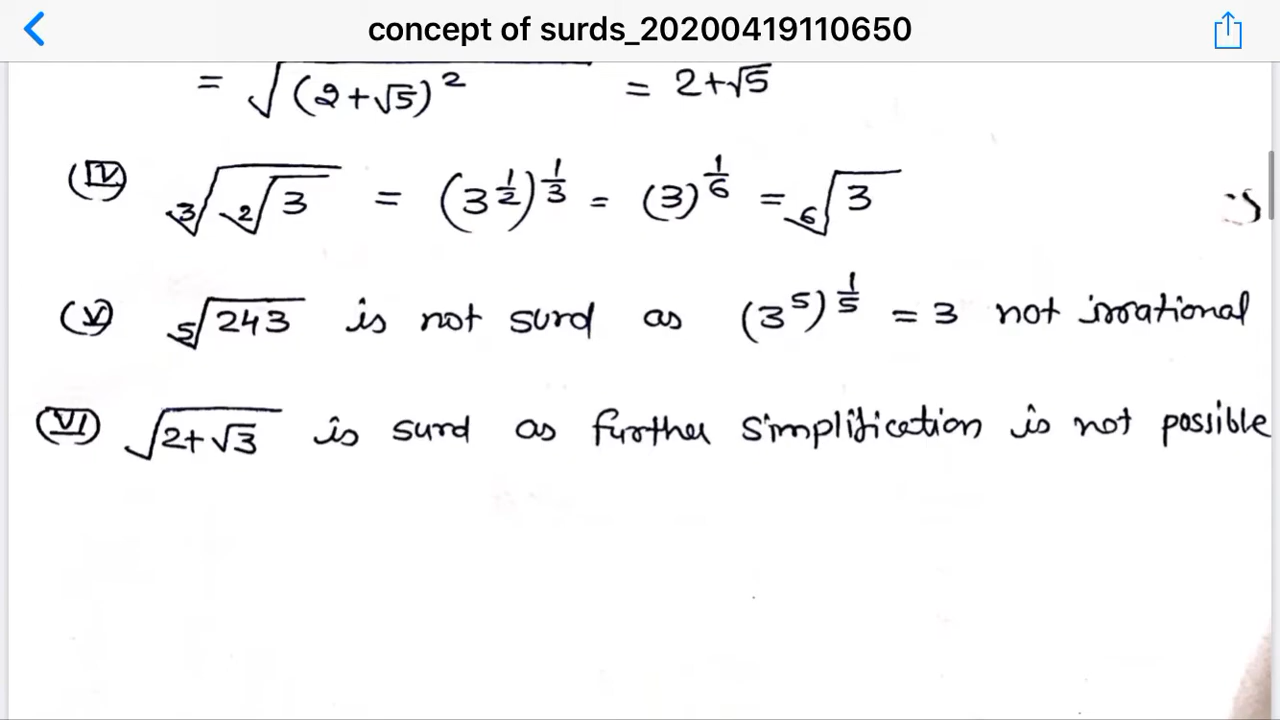 concept of surds_20200419110650
= √(2+√5)² = 2+√5
(IV) ³√²√3 = (3^½)^⅓ = (3)^⅙ = ⁶√3
(V) ⁵√243 is not surd as (3⁵)^⅕ = 3 not irrational
(VI) √2+√3 is surd as further simplification is not possible